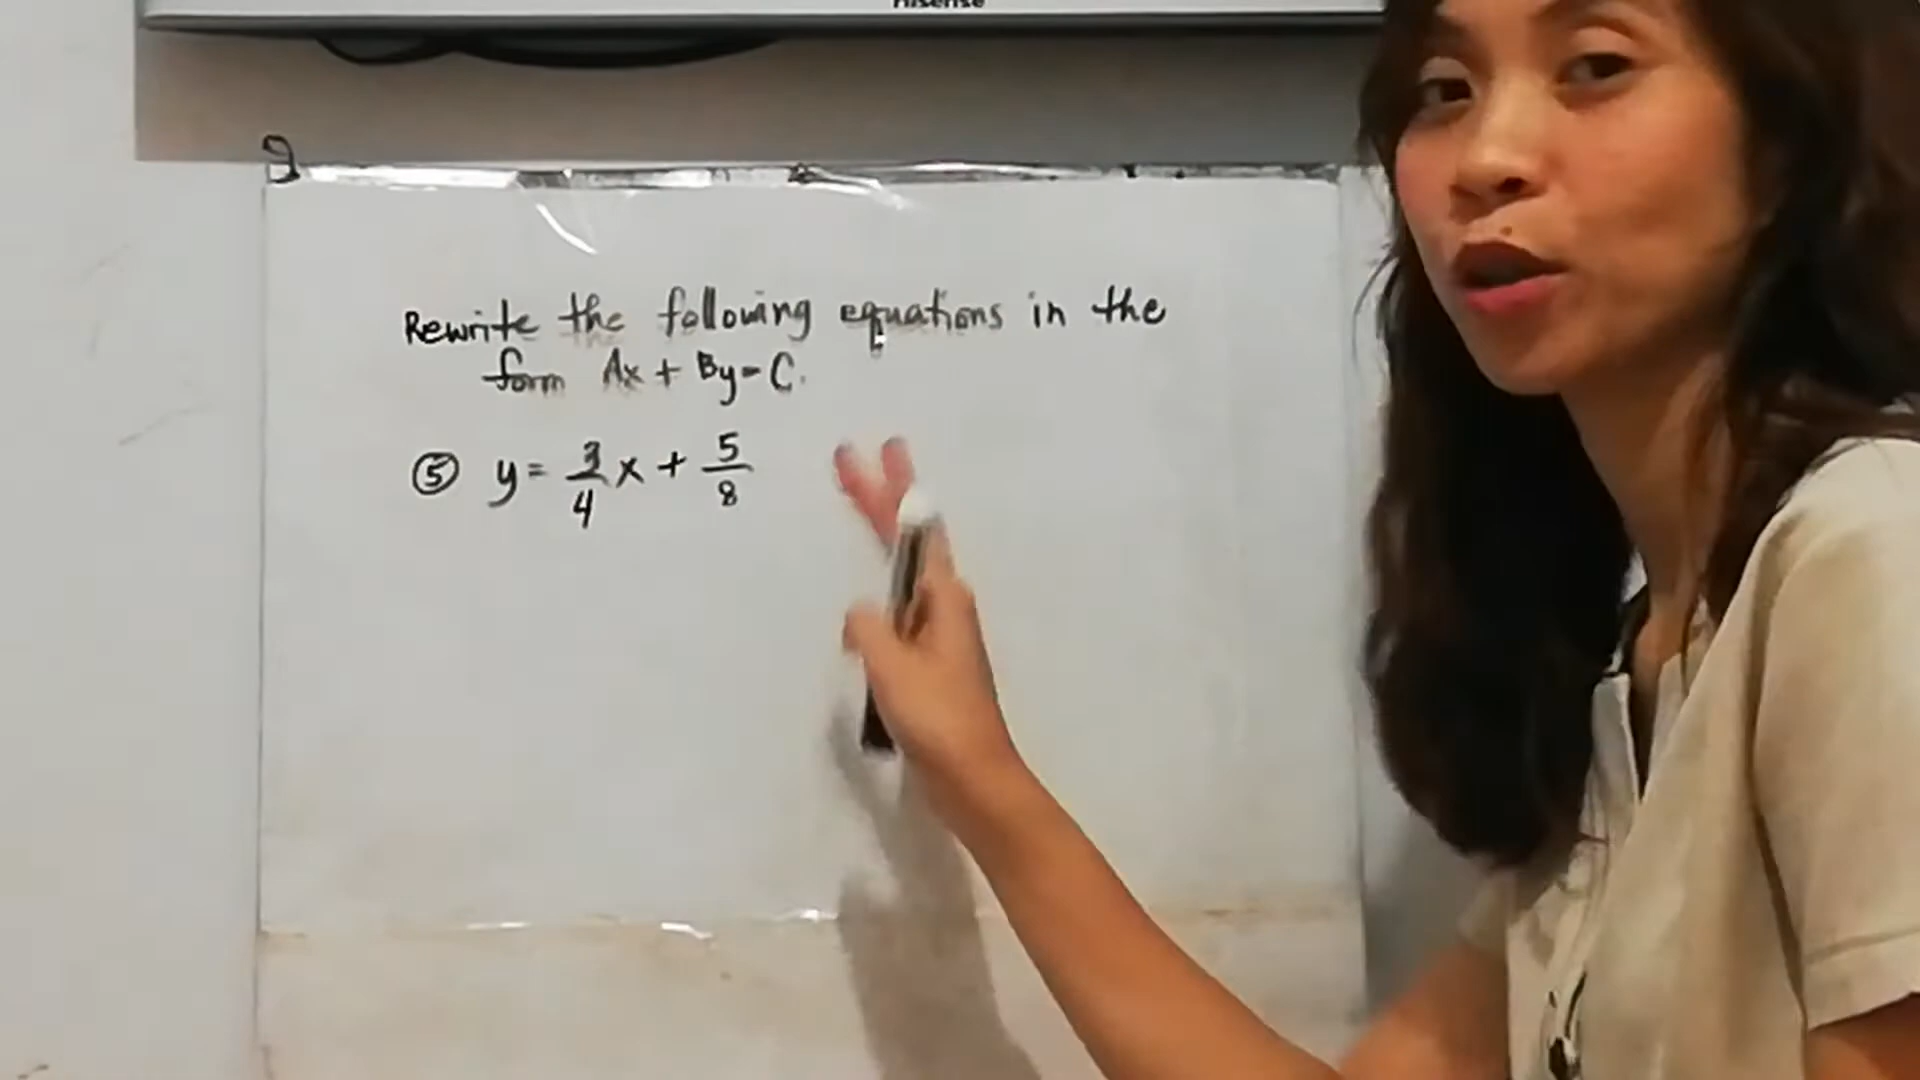 Hisense
Rewrite the following equations in the
form Ax + By = C.
⑤ y = 3/4 x + 5/8